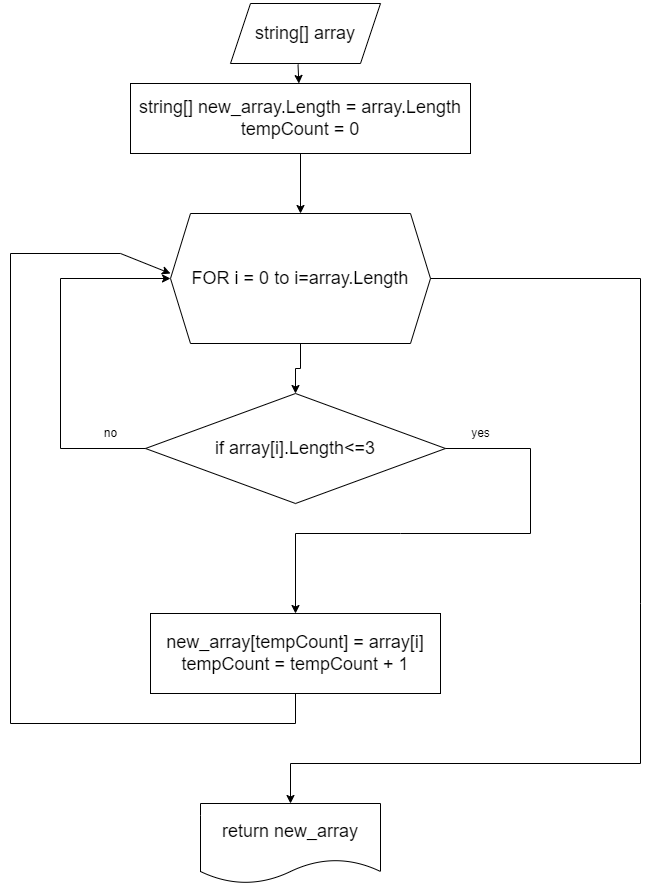 string[] array
string[] new_array.Length = array.Length
tempCount = 0
FOR i = 0 to i=array.Length
if array[i].Length<=3
no
yes
new_array[tempCount] = array[i]
tempCount = tempCount + 1
return new_array